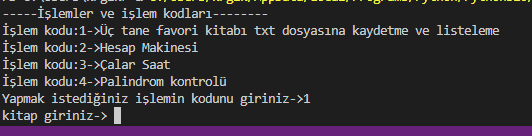 -----İşlemler ve işlem kodları--------
İşlem kodu:1->Üç tane favori kitabı txt dosyasına kaydetme ve listeleme
İşlem kodu:2->Hesap Makinesi
İşlem kodu:3->Çalar Saat
İşlem kodu:4->Palindrom kontrolü
Yapmak istediğiniz işlemin kodunu giriniz->1
kitap giriniz->